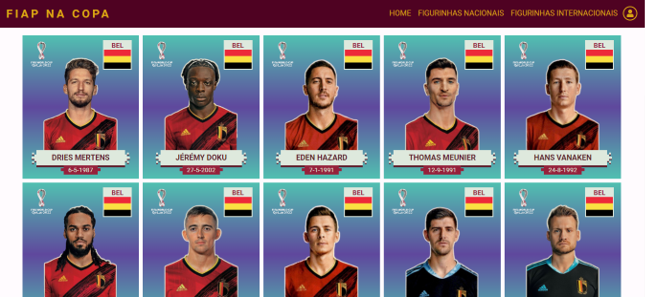 FIAP NA COPA
HOME FIGURINHAS NACIONAIS FIGURINHAS INTERNACIONAIS
BEL BEL BEL BEL BEL
DRIES MERTENS JÉRÉMY DOKU EDEN HAZARD THOMAS MEUNIER HANS VANAKEN
6-5-1987 27-5-2002 7-1-1991 12-9-1991 24-8-1992
BEL BEL BEL BEL BEL